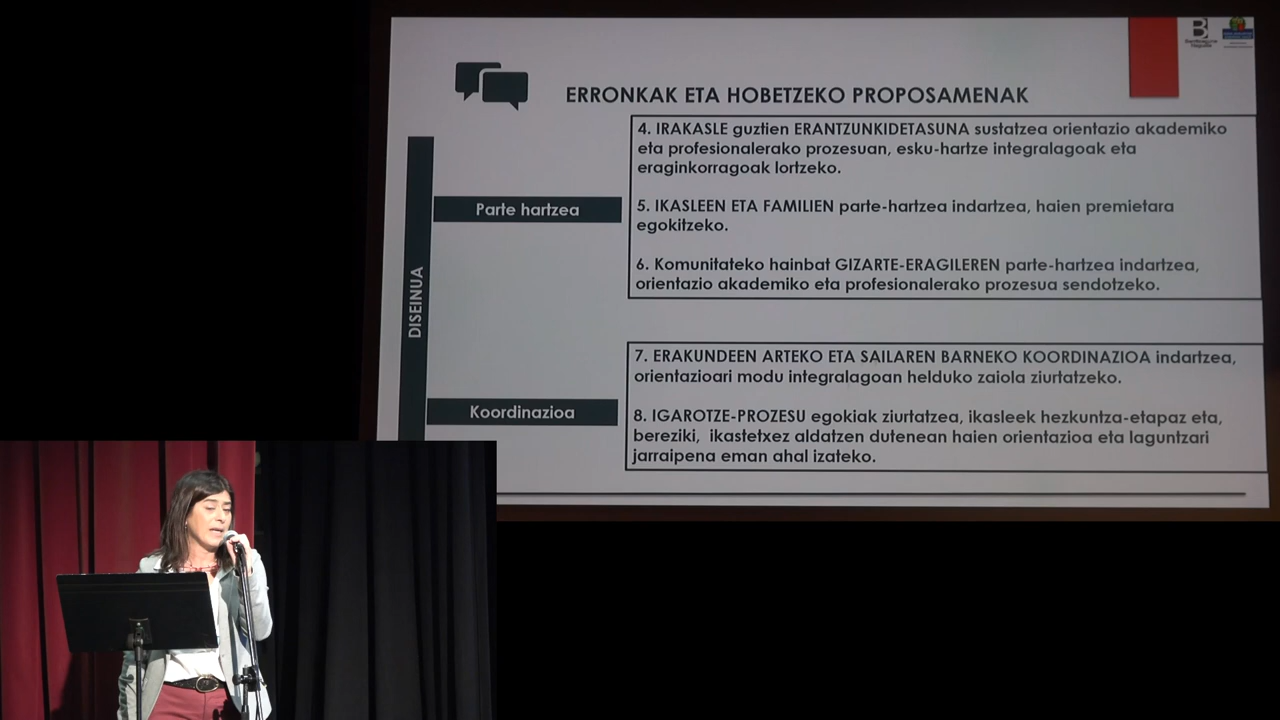 ERRONKAK ETA HOBETZEKO PROPOSAMENAK
DISEINUA
Parte hartzea
4. IRAKASLE guztien ERANTZUNKIDETASUNA sustatzea orientazio akademiko
eta profesionalerako prozesuan, esku-hartze integralagoak eta
eraginkorragoak lortzeko.
5. IKASLEEN ETA FAMILIEN parte-hartzea indartzea, haien premietara
egokitzeko.
6. Komunitateko hainbat GIZARTE-ERAGILEREN parte-hartzea indartzea,
orientazio akademiko eta profesionalerako prozesua sendotzeko.
Koordinazioa
7. ERAKUNDEEN ARTEKO ETA SAILAREN BARNEKO KOORDINAZIOA indartzea,
orientazioari modu integralagoan helduko zaiola ziurtatzeko.
8. IGAROTZE-PROZESU egokiak ziurtatzea, ikasleek hezkuntza-etapaz eta,
bereziki, ikastetxez aldatzen dutenean haien orientazioa eta laguntzari
jarraipena eman ahal izateko.